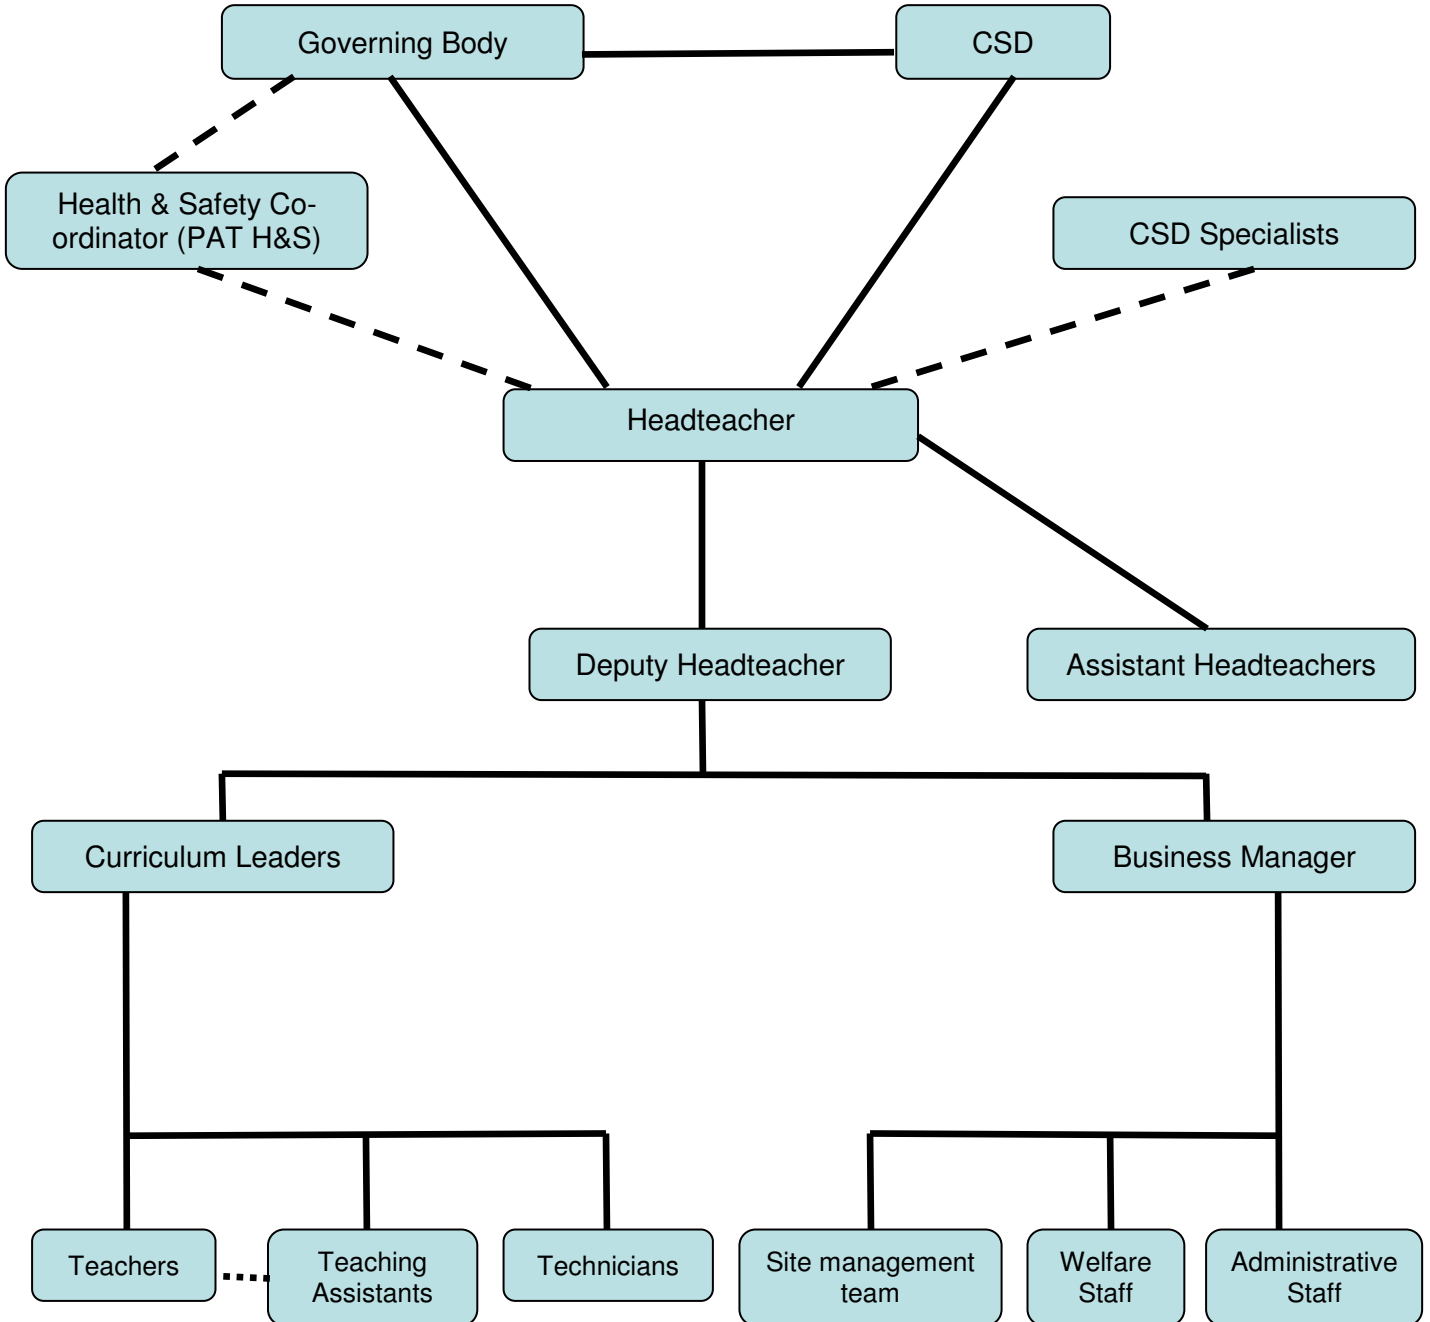 Governing Body
CSD
Health & Safety Co-
ordinator (PAT H&S)
CSD Specialists
Headteacher
Deputy Headteacher
Assistant Headteachers
Curriculum Leaders
Business Manager
Teachers
Teaching
Assistants
Technicians
Site management
team
Welfare
Staff
Administrative
Staff